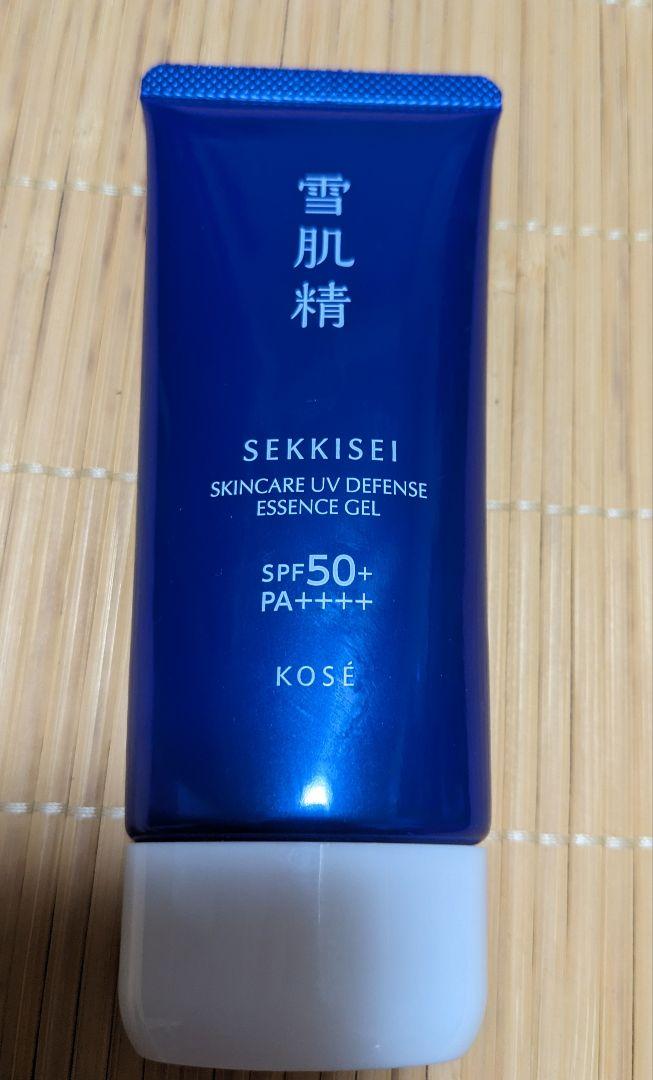 雪肌精
SEKKISEI
SKINCARE UV DEFENSE
ESSENCE GEL
SPF50+
PA++++
KOSÉ